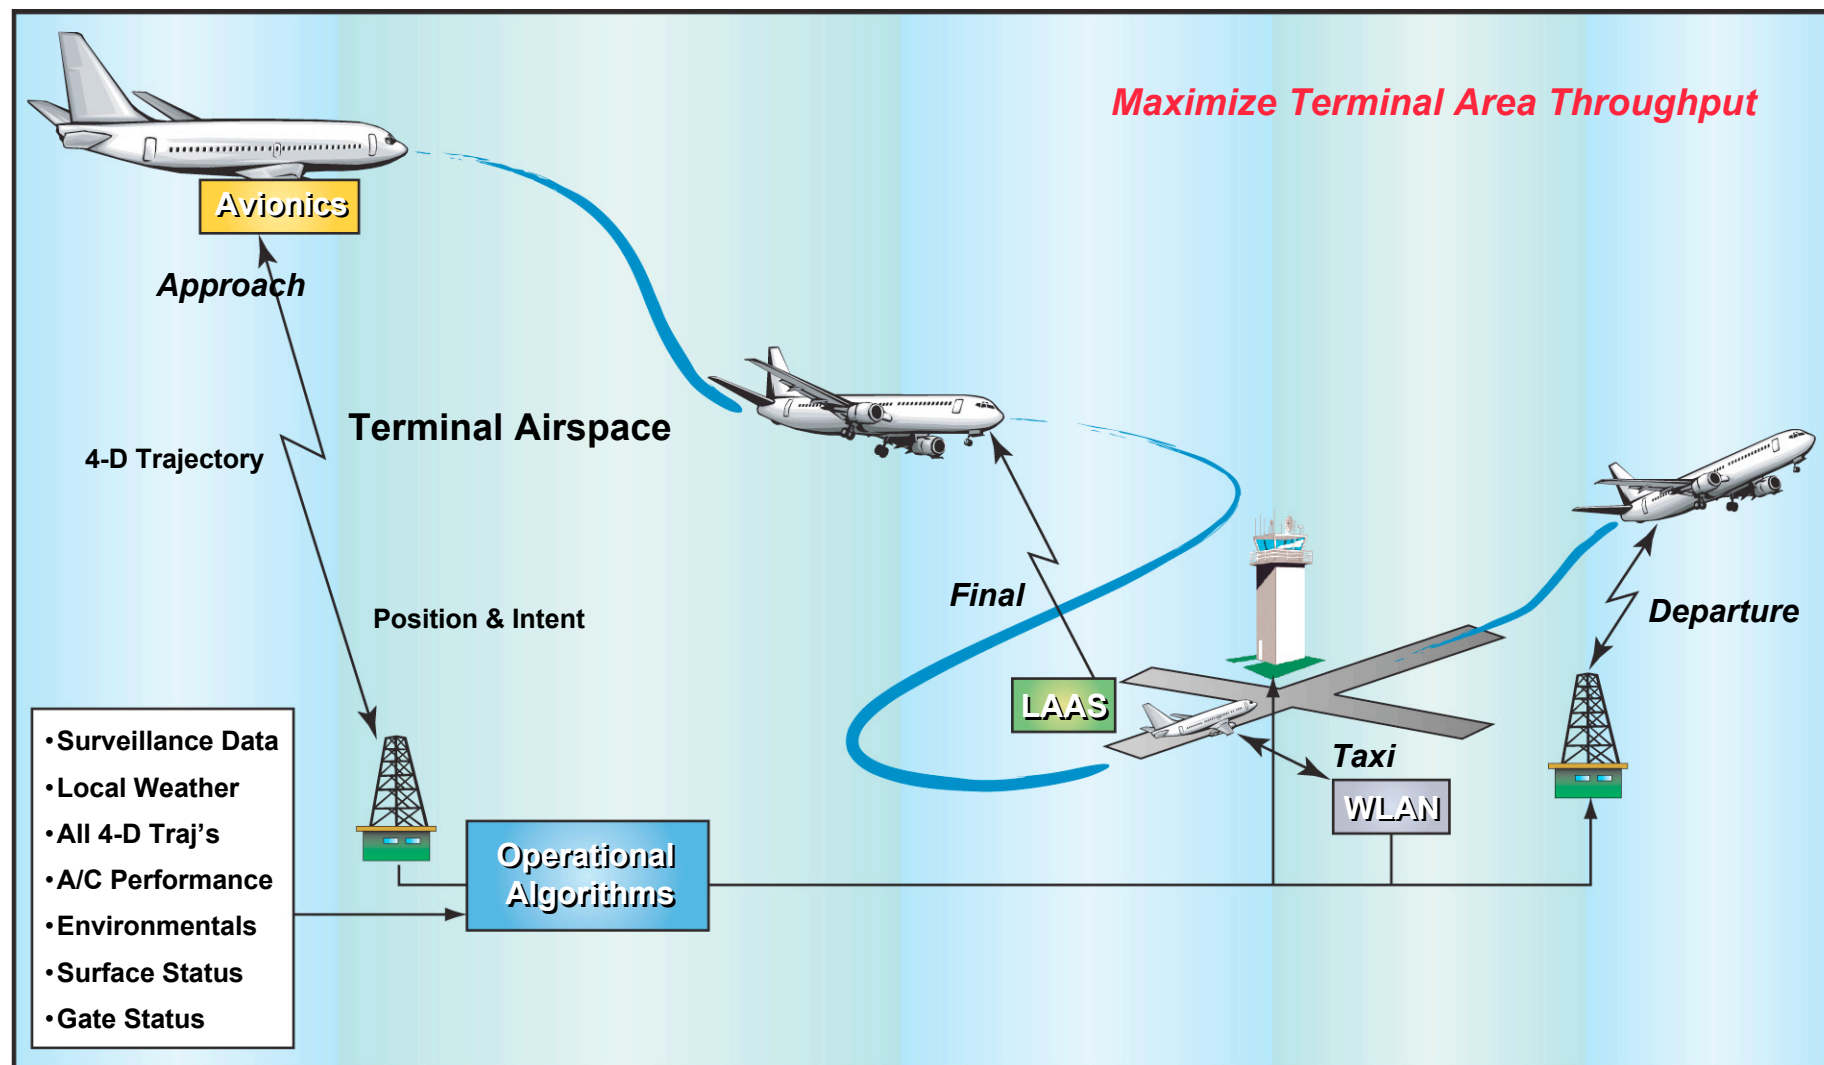 Maximize Terminal Area Throughput
Avionics
Approach
Terminal Airspace
4-D Trajectory
Position & Intent
Final
Departure
LAAS
Taxi
WLAN
•Surveillance Data
•Local Weather
•All 4-D Traj’s
•A/C Performance
•Environmentals
•Surface Status
•Gate Status
Operational
Algorithms